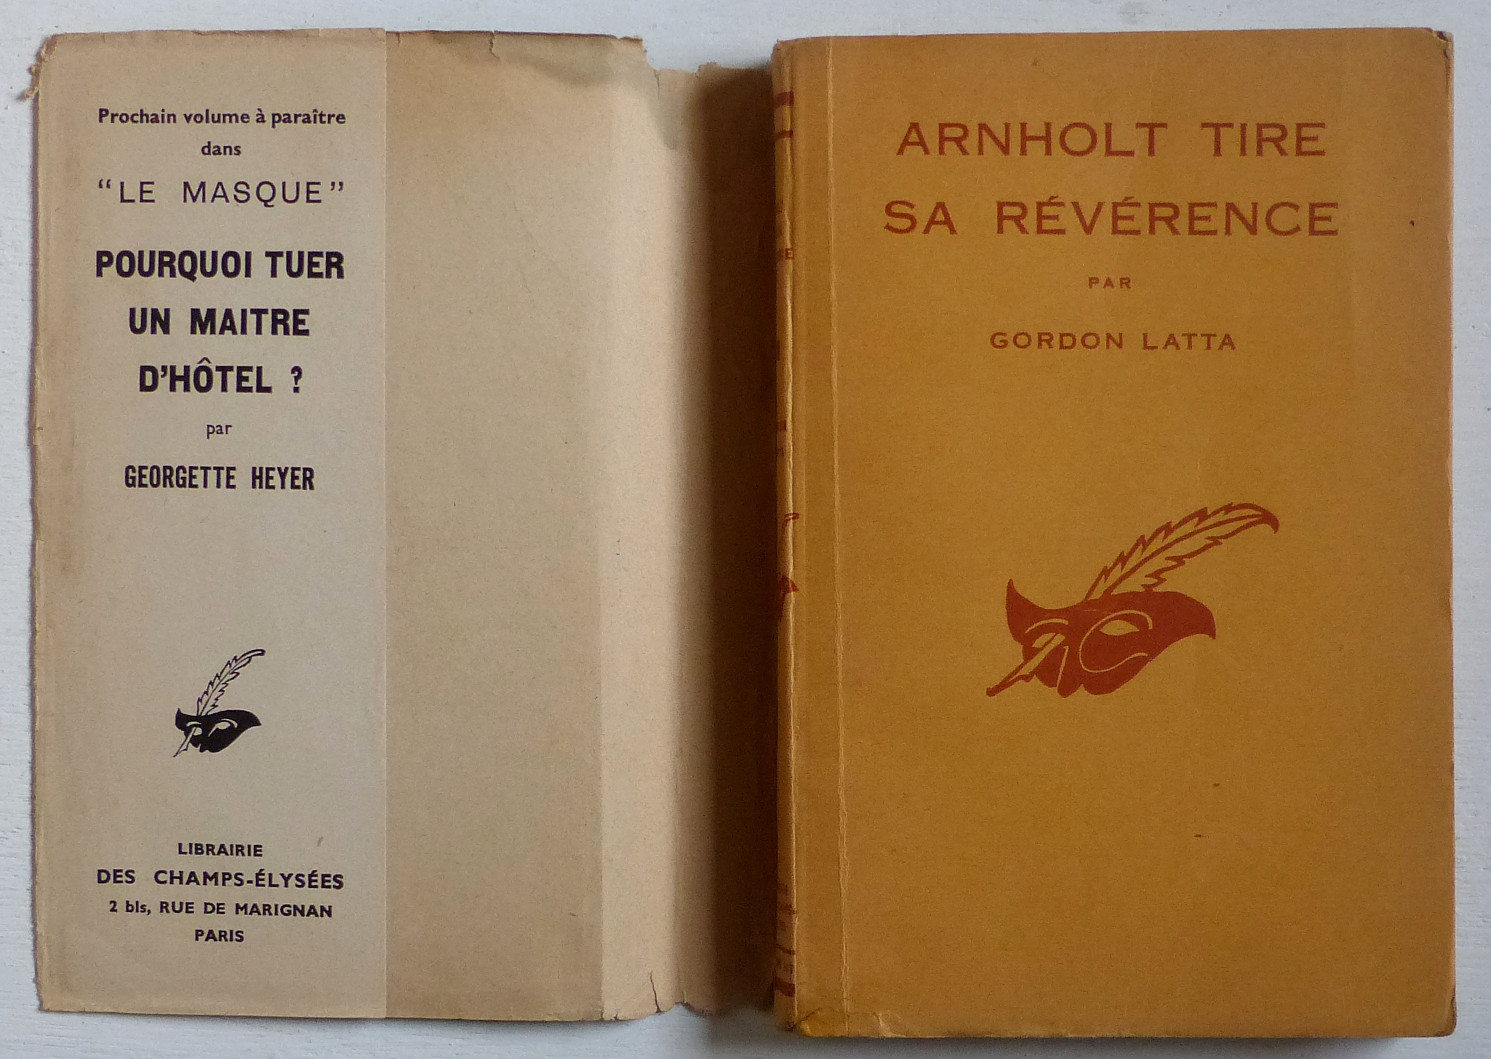 Prochain volume à paraître
dans
“LE MASQUE”
POURQUOI TUER
UN MAITRE
D’HÔTEL ?
par
GEORGETTE HEYER
LIBRAIRIE
DES CHAMPS-ÉLYSÉES
2 bis, RUE DE MARIGNAN
PARIS
ARNHOLT TIRE
SA RÉVÉRENCE
PAR
GORDON LATTA